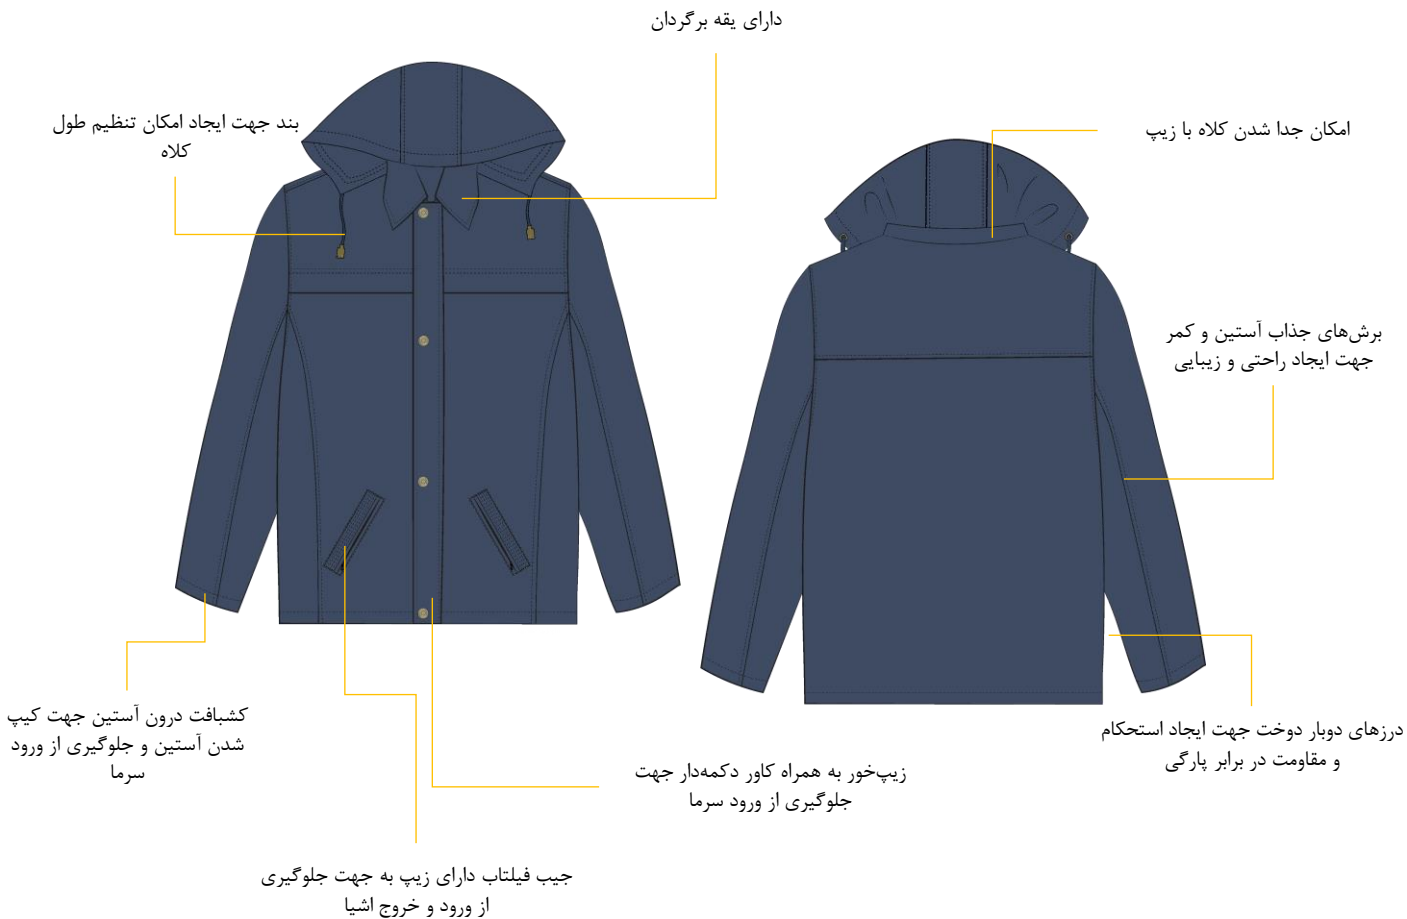 دارای یقه برگردان
بند جهت ایجاد امکان تنظیم طول
کلاه
امکان جدا شدن کلاه با زیپ
برش‌های جذاب آستین و کمر
جهت ایجاد راحتی و زیبایی
کشبافت درون آستین جهت کیپ
شدن آستین و جلوگیری از ورود
سرما
درزهای دوبار دوخت جهت ایجاد استحکام
و مقاومت در برابر پارگی
زیپ‌خور به همراه کاور دکمه‌دار جهت
جلوگیری از ورود سرما
جیب فیلتاب دارای زیپ به جهت جلوگیری
از ورود و خروج اشیا